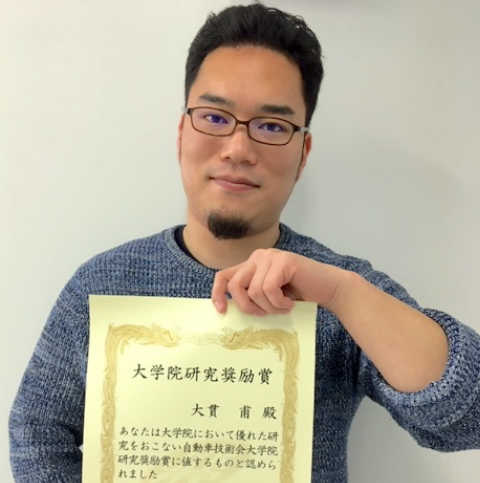 大学院研究奨励賞
大貫 甫 殿
あなたは大学院において優れた研
究をおこない自動車技術会大学院
研究奨励賞に値するものと認めら
れました